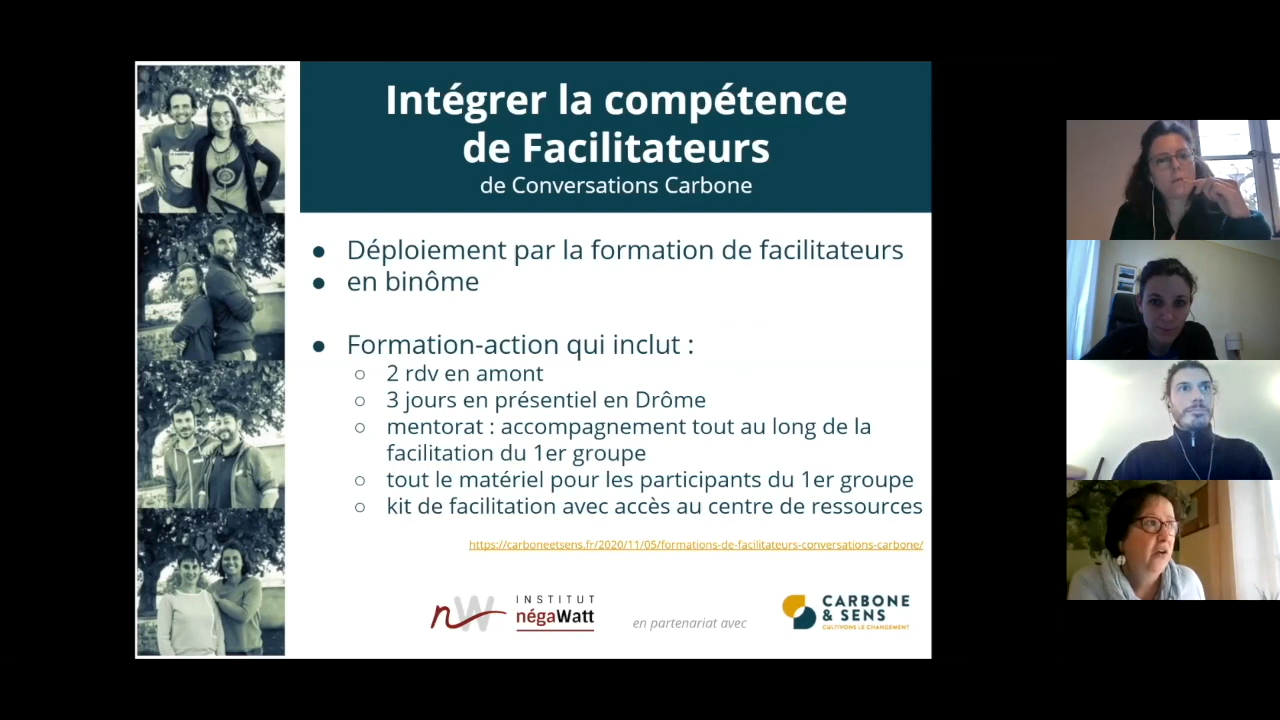 Intégrer la compétence
de Facilitateurs
de Conversations Carbone
● Déploiement par la formation de facilitateurs
● en binôme
● Formation-action qui inclut :
○ 2 rdv en amont
○ 3 jours en présentiel en Drôme
○ mentorat : accompagnement tout au long de la
facilitation du 1er groupe
○ tout le matériel pour les participants du 1er groupe
○ kit de facilitation avec accès au centre de ressources
https://carboneetsens.fr/2020/11/05/formations-de-facilitateurs-conversations-carbone/
nW
INSTITUT
négaWatt
en partenariat avec
CARBONE
& SENS
CULTIVONS LE CHANGEMENT